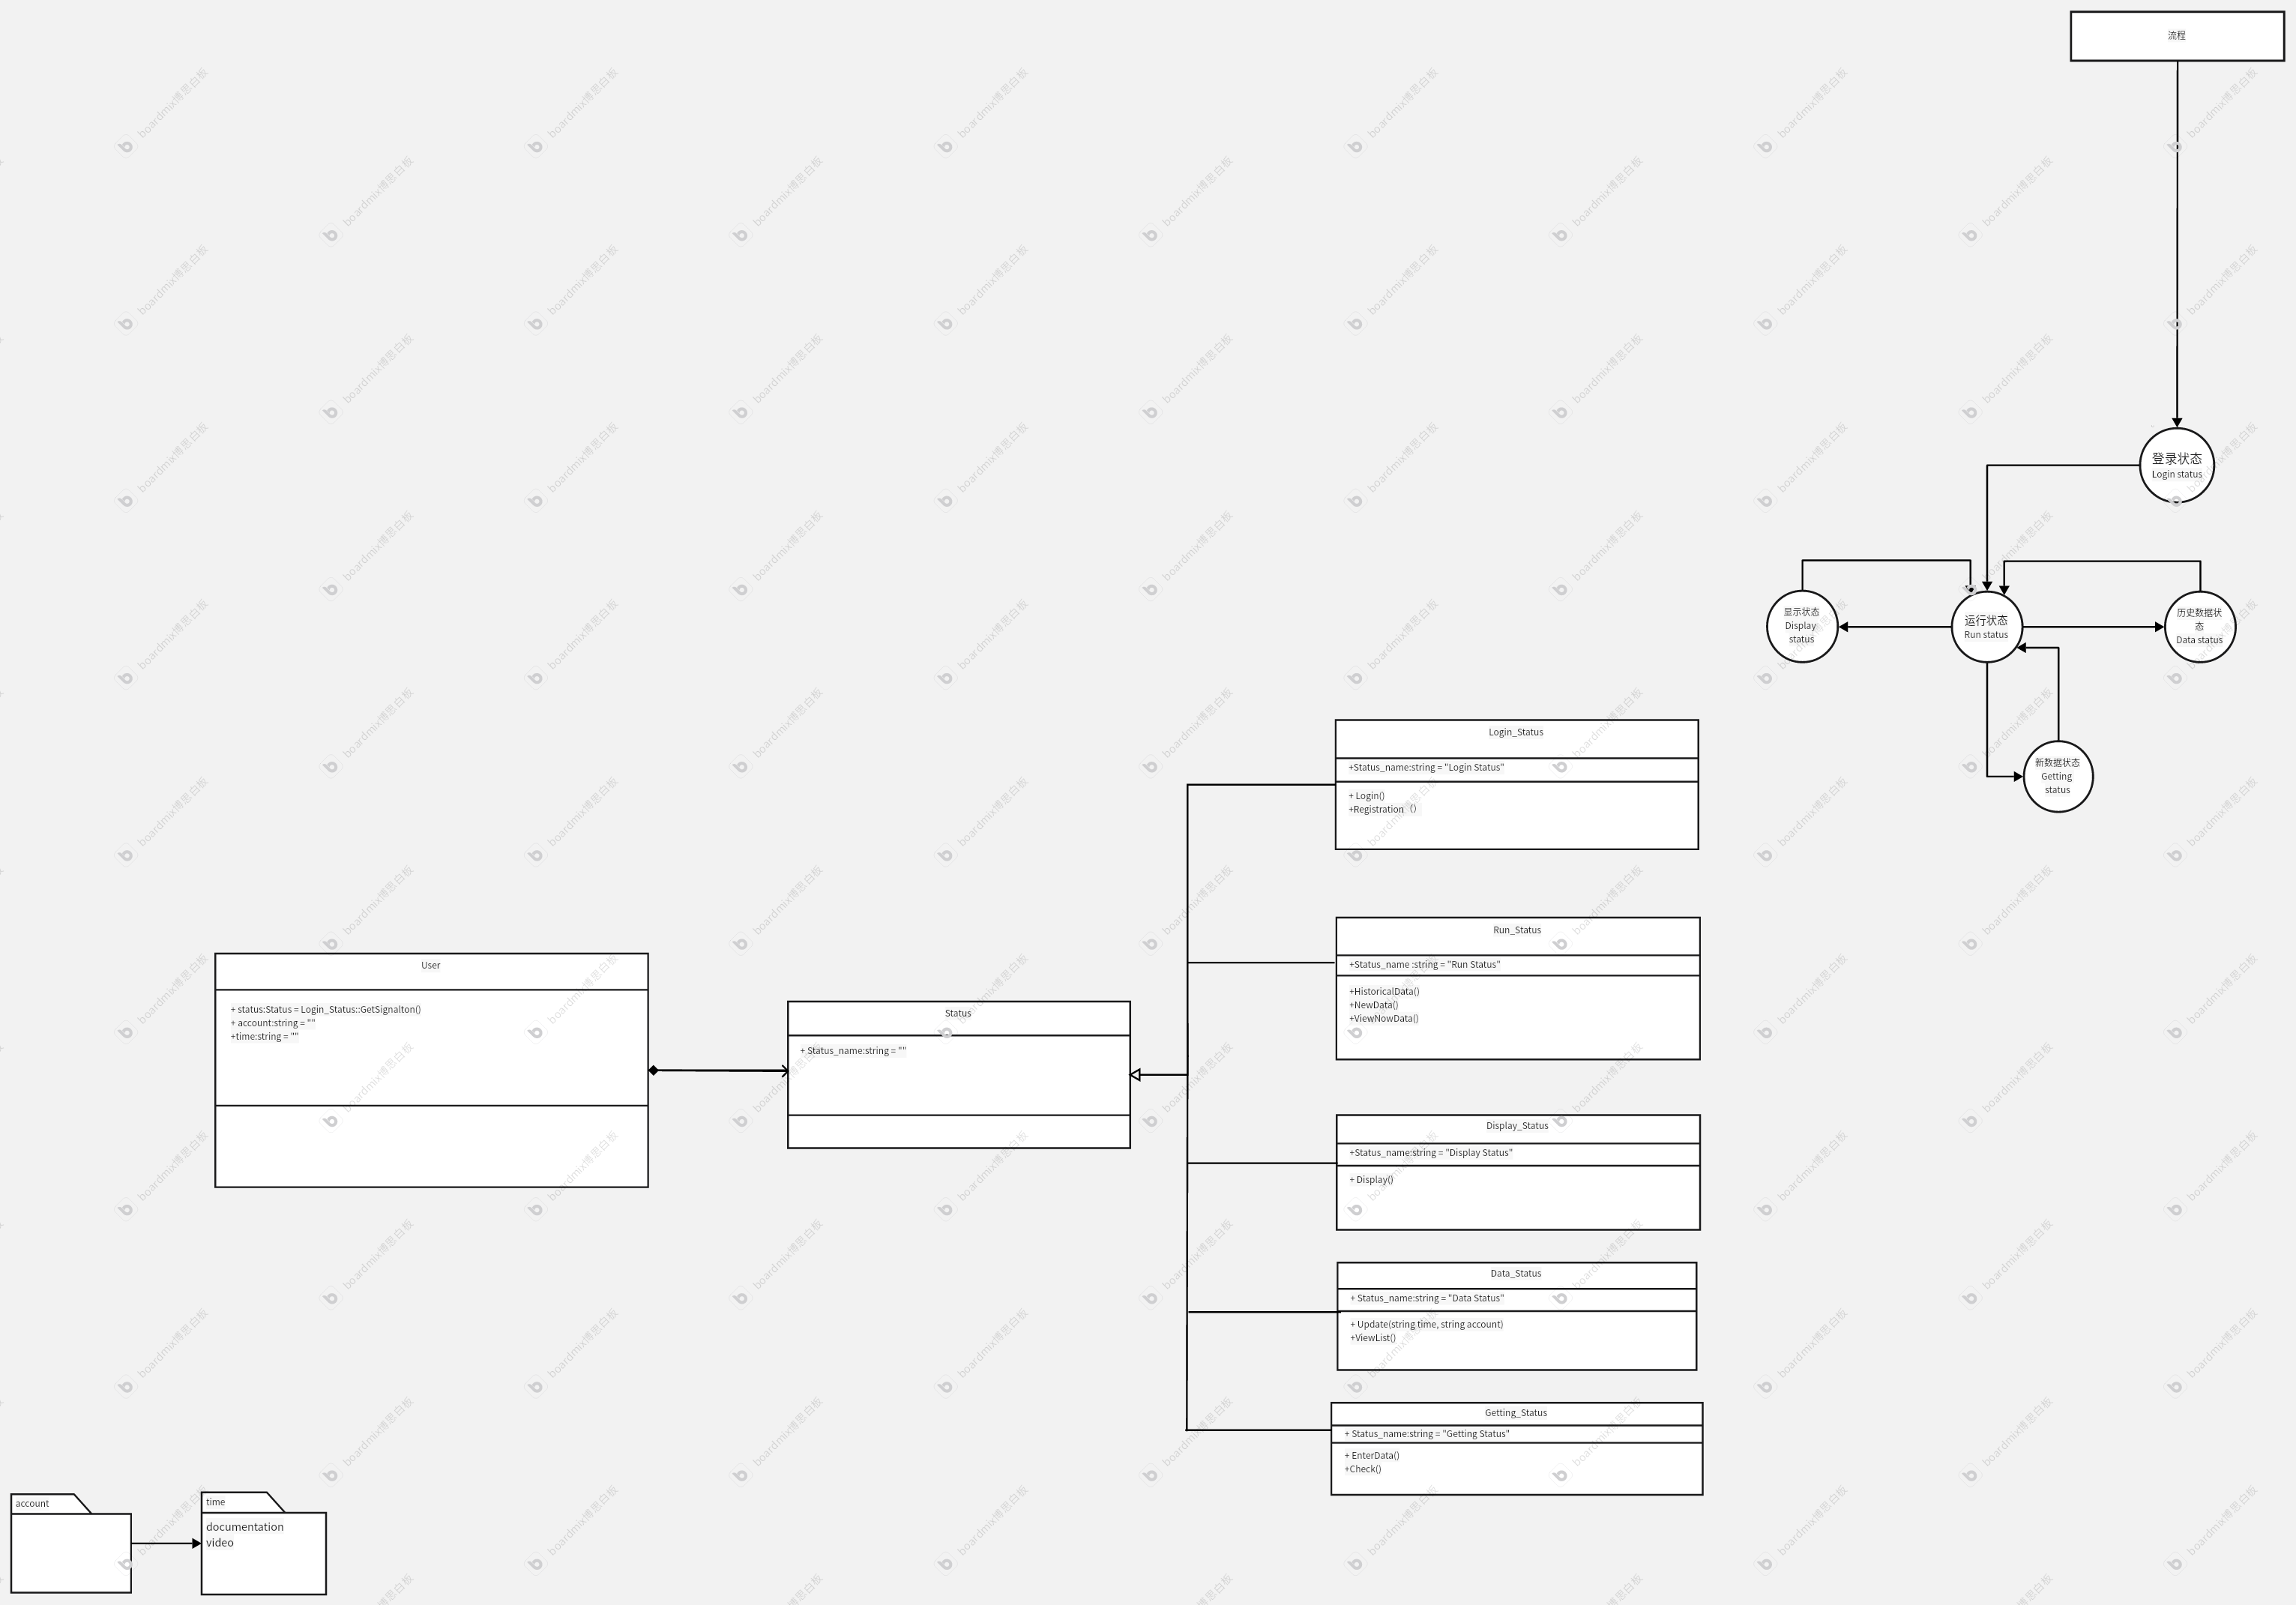 流程
登录状态
Login status
显示状态
Display
status
运行状态
Run status
历史数据状
态
Data status
新数据状态
Getting
status
Login_Status
+Status_name:string = "Login Status"
+ Login()
+Registration（）
Run_Status
+Status_name :string = "Run Status"
+HistoricalData()
+NewData()
+ViewNowData()
User
+ status:Status = Login_Status::GetSignalton()
+ account:string = ""
+time:string = ""
Status
+ Status_name:string = ""
Display_Status
+Status_name:string = "Display Status"
+ Display()
Data_Status
+ Status_name:string = "Data Status"
+ Update(string time, string account)
+ViewList()
Getting_Status
+ Status_name:string = "Getting Status"
+ EnterData()
+Check()
account
time
documentation
video
boardmix博思白板